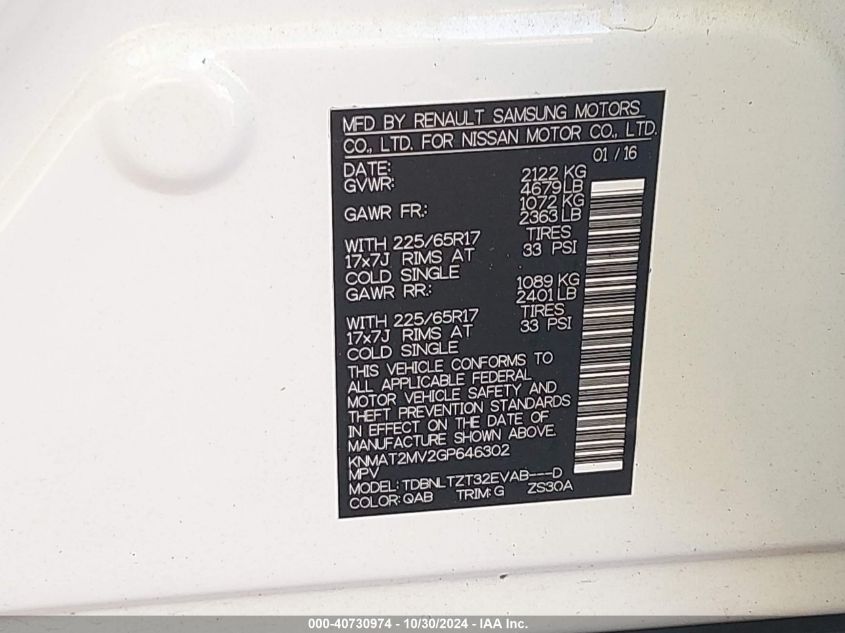 MFD BY RENAULT SAMSUNG MOTORS
CO., LTD. FOR NISSAN MOTOR CO., LTD.
DATE: 01 / 16
GVWR: 2122 KG
4679 LB
GAWR FR.: 1072 KG
2363 LB
WITH 225/65R17 TIRES
17x7J RIMS AT 33 PSI
COLD SINGLE
GAWR RR.: 1089 KG
2401 LB
WITH 225/65R17 TIRES
17x7J RIMS AT 33 PSI
COLD SINGLE
THIS VEHICLE CONFORMS TO
ALL APPLICABLE FEDERAL
MOTOR VEHICLE SAFETY AND
THEFT PREVENTION STANDARDS
IN EFFECT ON THE DATE OF
MANUFACTURE SHOWN ABOVE.
KNMAT2MV2GP646302
MPV
MODEL: TDBNLTZT32EVAB---D
COLOR: QAB TRIM: G ZS30A
000-40730974 - 10/30/2024 - IAA Inc.